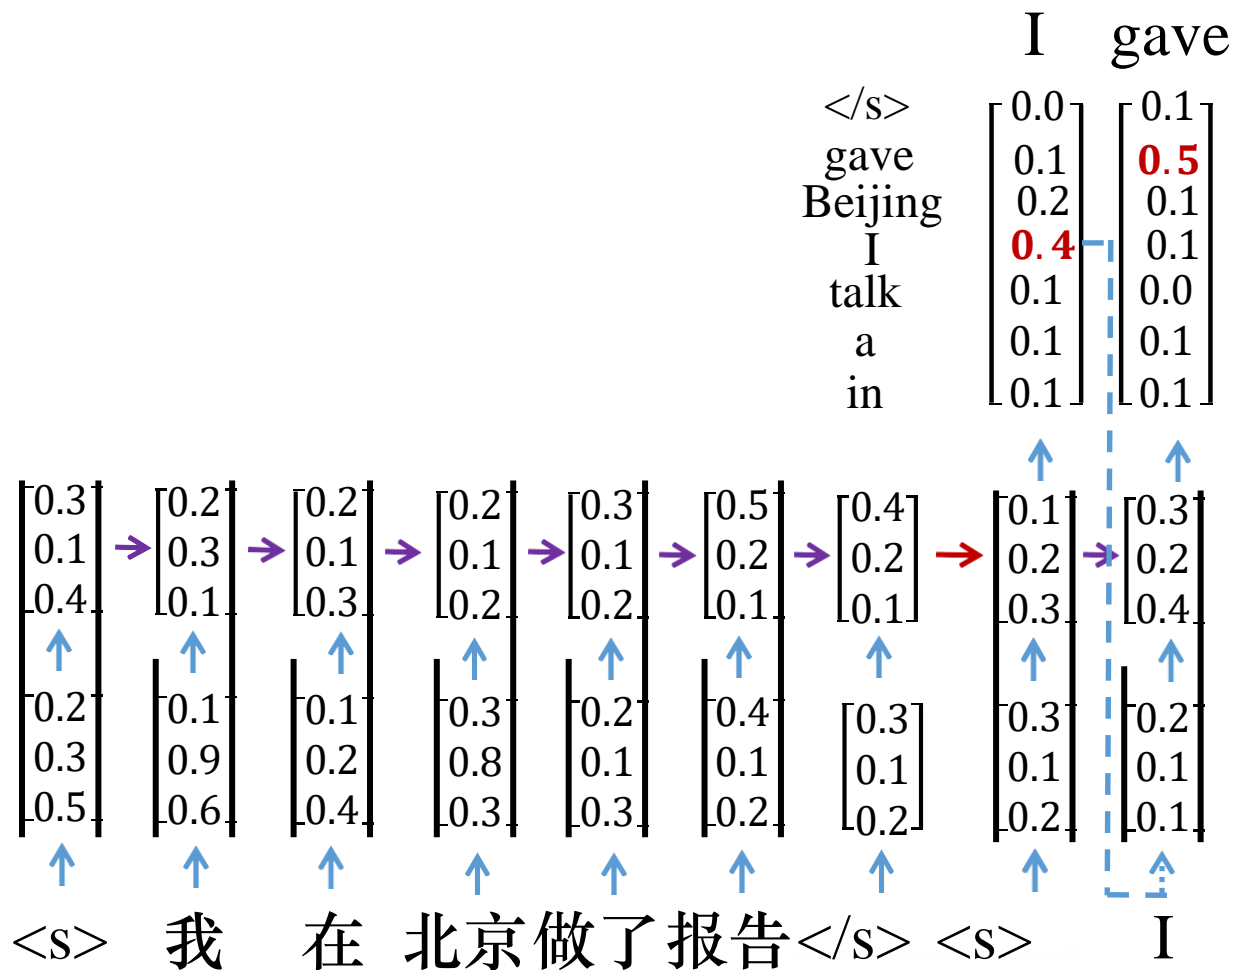 I gave
</s> 0.0 0.1
gave 0.1 0.5
Beijing 0.2 0.1
I 0.4 0.1
talk 0.1 0.0
a 0.1 0.1
in 0.1 0.1
0.3 0.2 0.2 0.2 0.3 0.5 0.4 0.1 0.3
0.1 0.3 0.1 0.1 0.1 0.2 0.2 0.2 0.2
0.4 0.1 0.3 0.2 0.2 0.1 0.1 0.3 0.4
0.2 0.1 0.1 0.3 0.2 0.4 0.3 0.3 0.2
0.3 0.9 0.2 0.8 0.1 0.1 0.1 0.1 0.1
0.5 0.6 0.4 0.3 0.3 0.2 0.2 0.2 0.1
<s> 我 在 北京 做了 报告 </s> <s> I